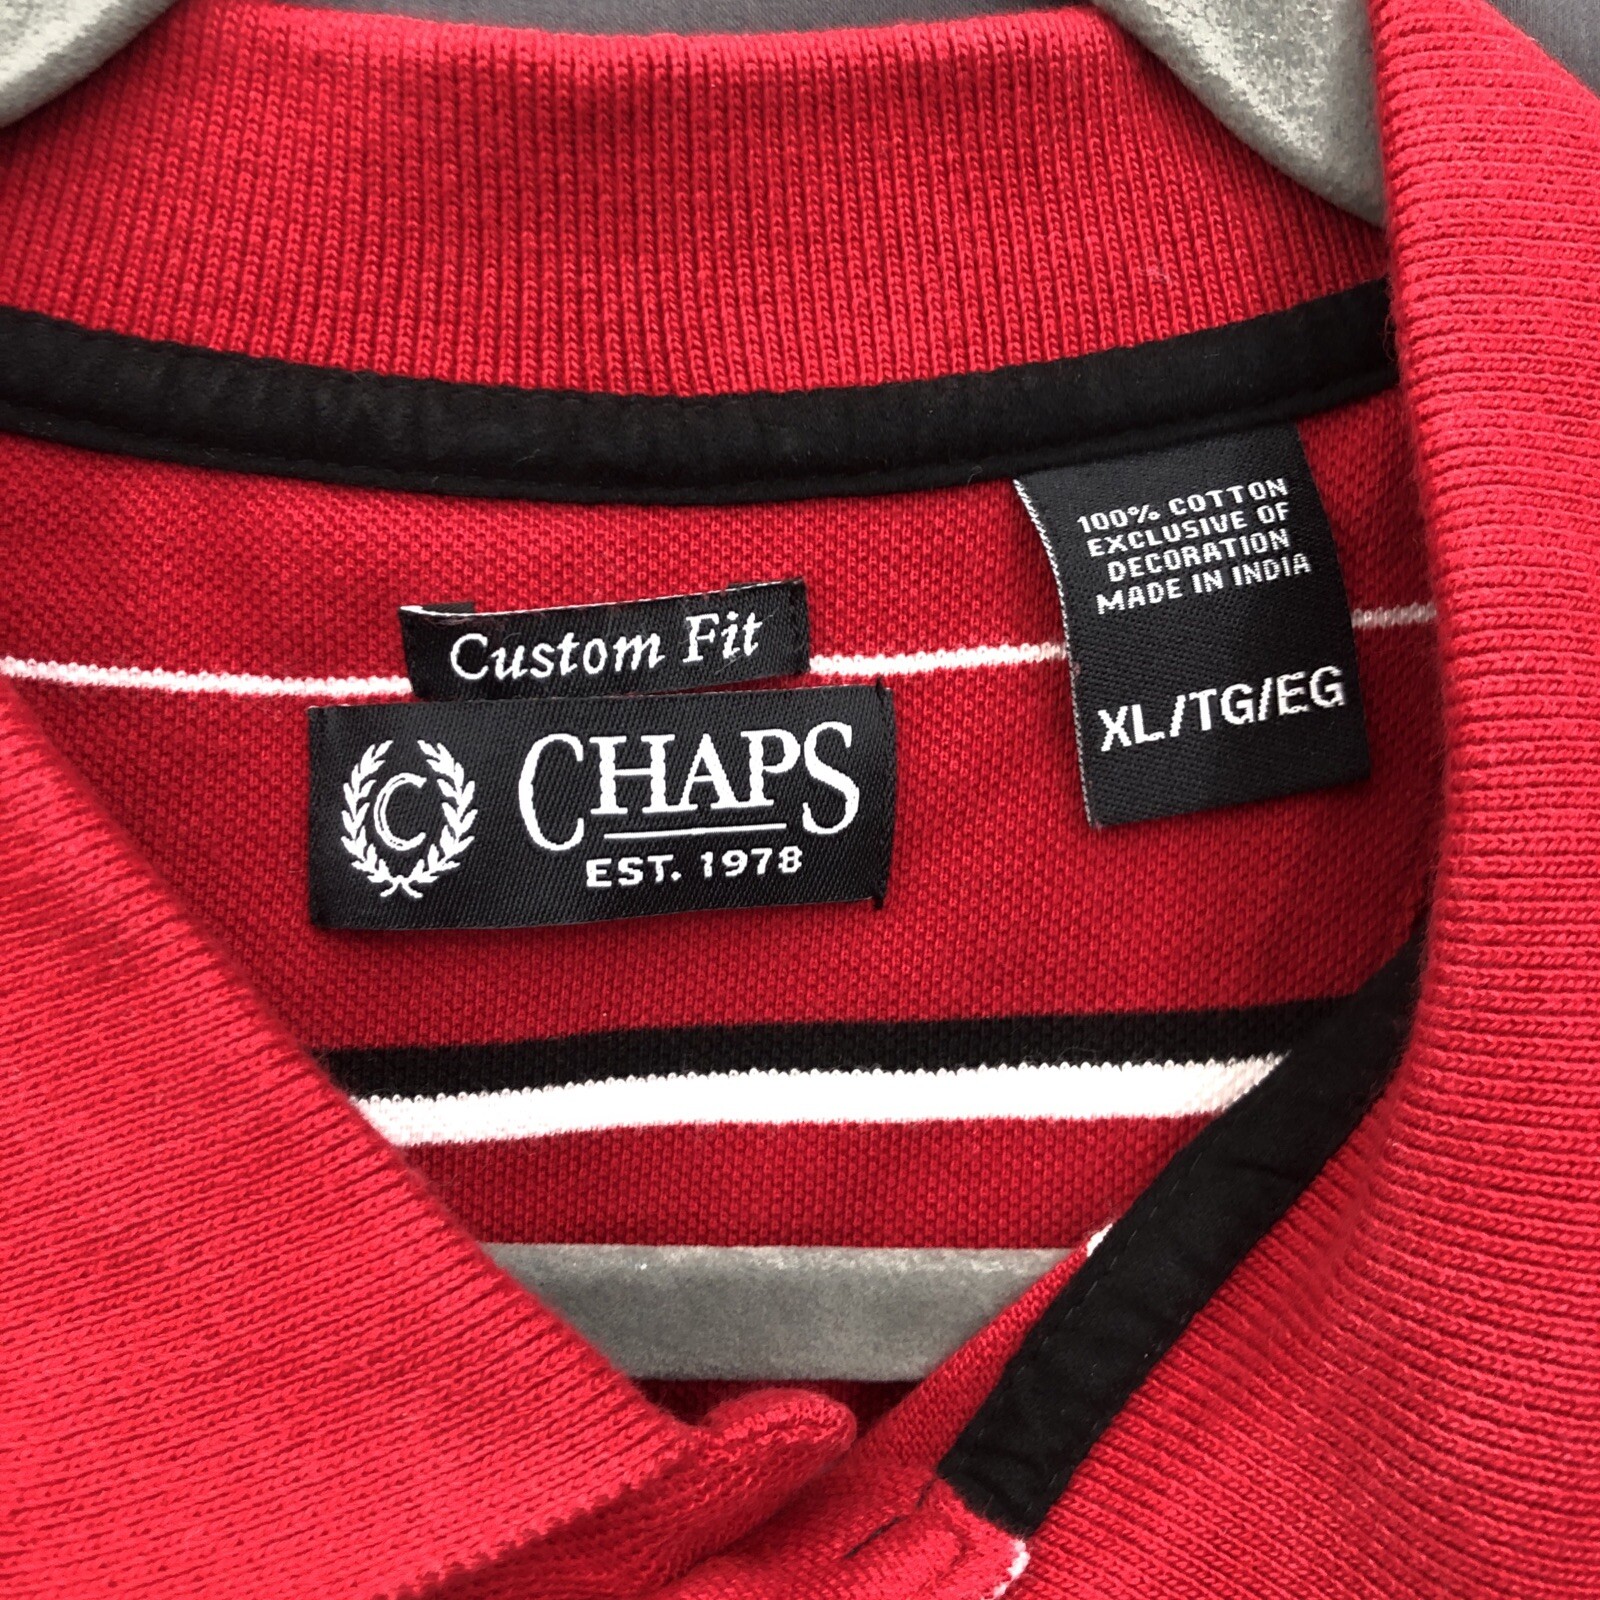 100% COTTON
EXCLUSIVE OF
DECORATION
MADE IN INDIA
XL/TG/EG
Custom Fit
C
CHAPS
EST. 1978